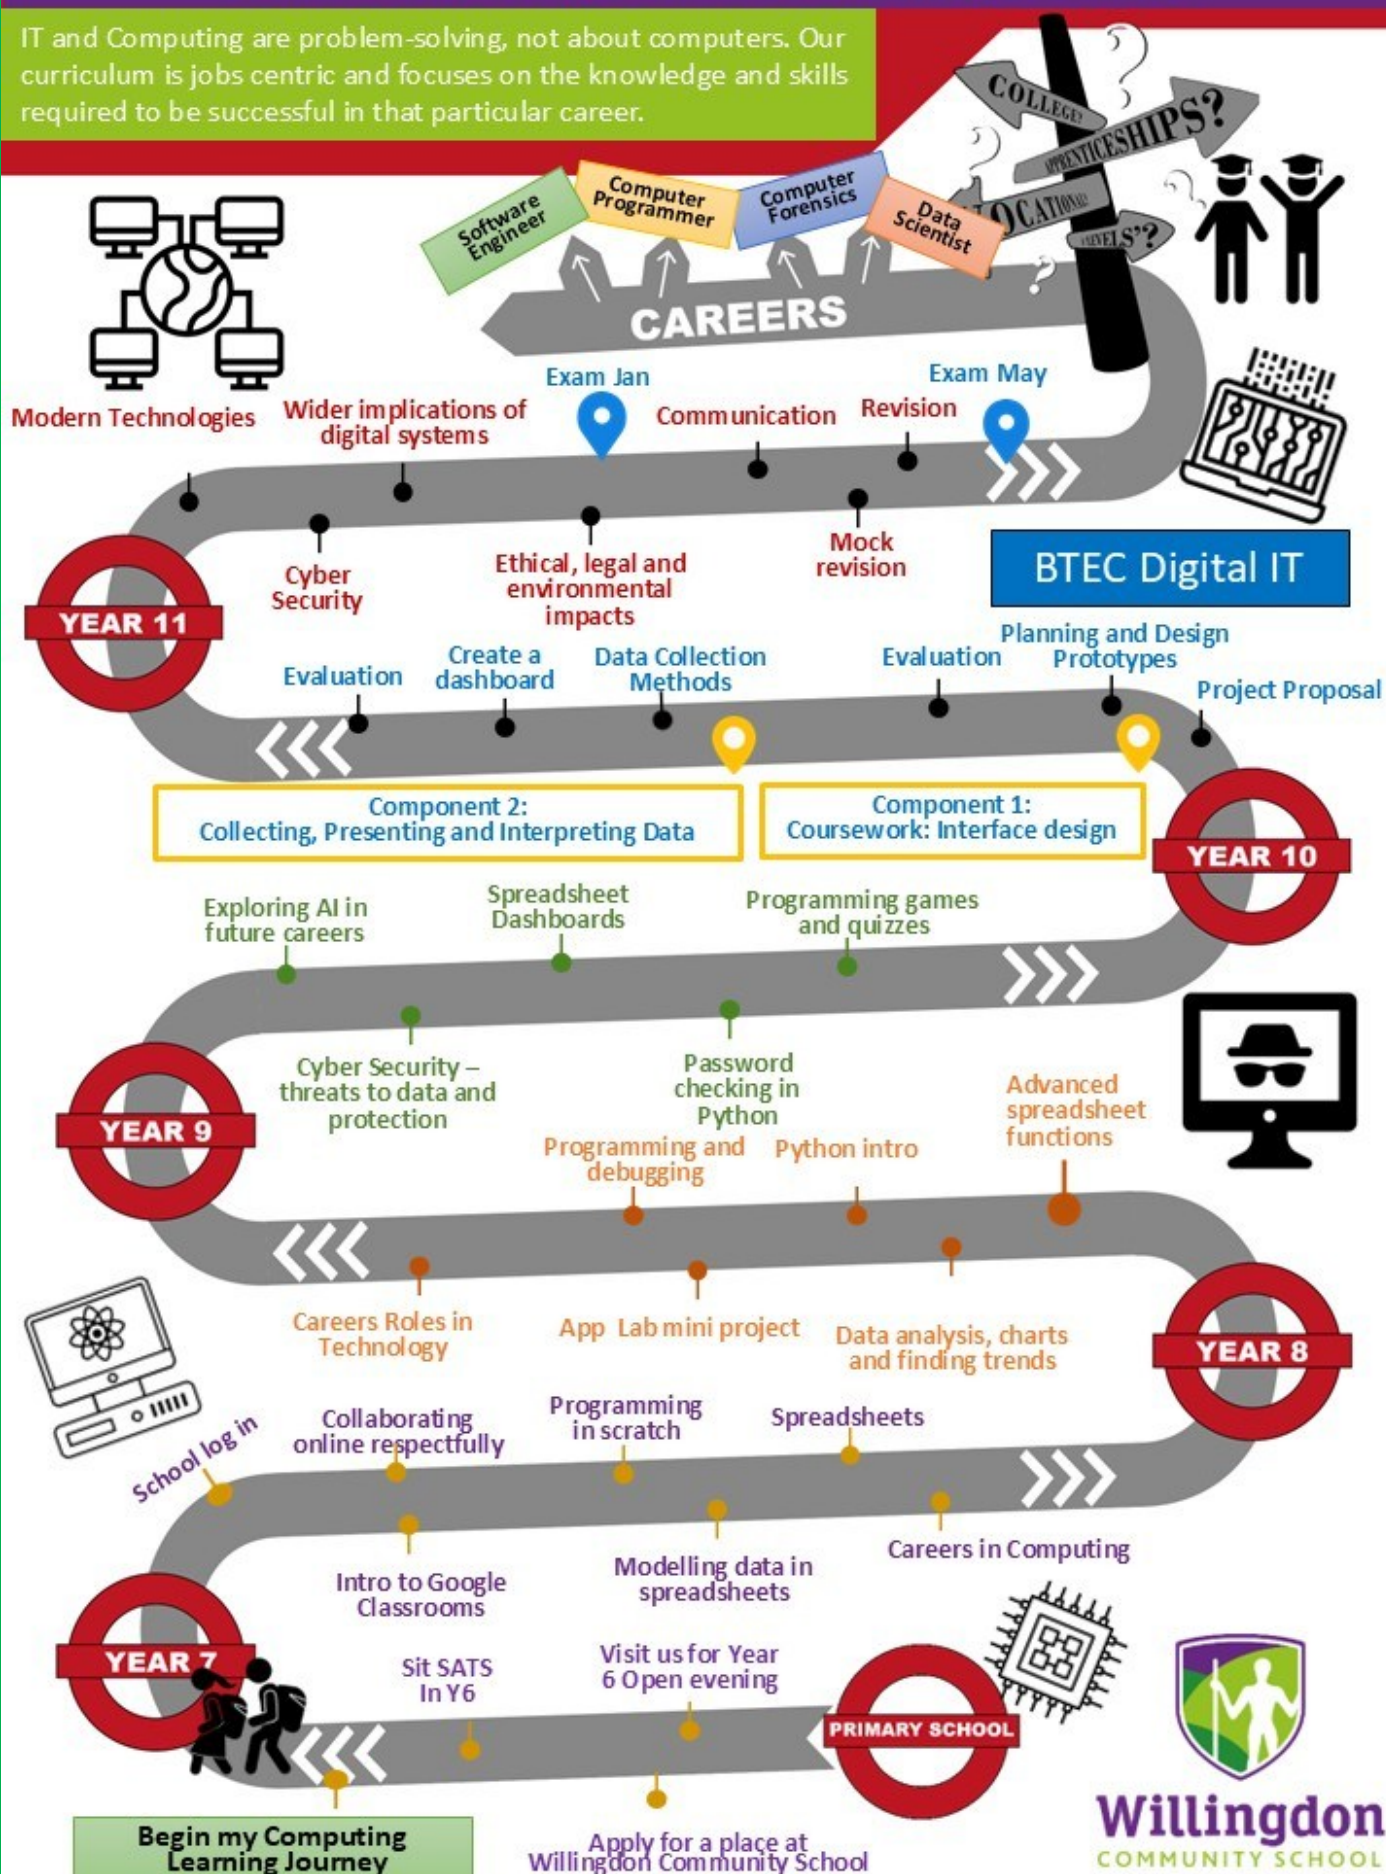 IT and Computing are problem-solving, not about computers. Our
curriculum is jobs centric and focuses on the knowledge and skills
required to be successful in that particular career.
COLLEGE?
APPRENTICESHIPS?
VOCATIONAL?
'A LEVELS'?
Software
Engineer
Computer
Programmer
Computer
Forensics
Data
Scientist
CAREERS
Exam Jan
Exam May
Modern Technologies
Wider implications of
digital systems
Communication
Revision
Cyber
Security
Ethical, legal and
environmental
impacts
Mock
revision
BTEC Digital IT
YEAR 11
Evaluation
Create a
dashboard
Data Collection
Methods
Evaluation
Planning and Design
Prototypes
Project Proposal
Component 2:
Collecting, Presenting and Interpreting Data
Component 1:
Coursework: Interface design
YEAR 10
Exploring AI in
future careers
Spreadsheet
Dashboards
Programming games
and quizzes
Cyber Security –
threats to data and
protection
Password
checking in
Python
YEAR 9
Programming and
debugging
Python intro
Advanced
spreadsheet
functions
Careers Roles in
Technology
App Lab mini project
Data analysis, charts
and finding trends
YEAR 8
School log in
Collaborating
online respectfully
Programming
in scratch
Spreadsheets
Intro to Google
Classrooms
Modelling data in
spreadsheets
Careers in Computing
YEAR 7
Sit SATS
In Y6
Visit us for Year
6 Open evening
PRIMARY SCHOOL
Begin my Computing
Learning Journey
Apply for a place at
Willingdon Community School
Willingdon
COMMUNITY SCHOOL